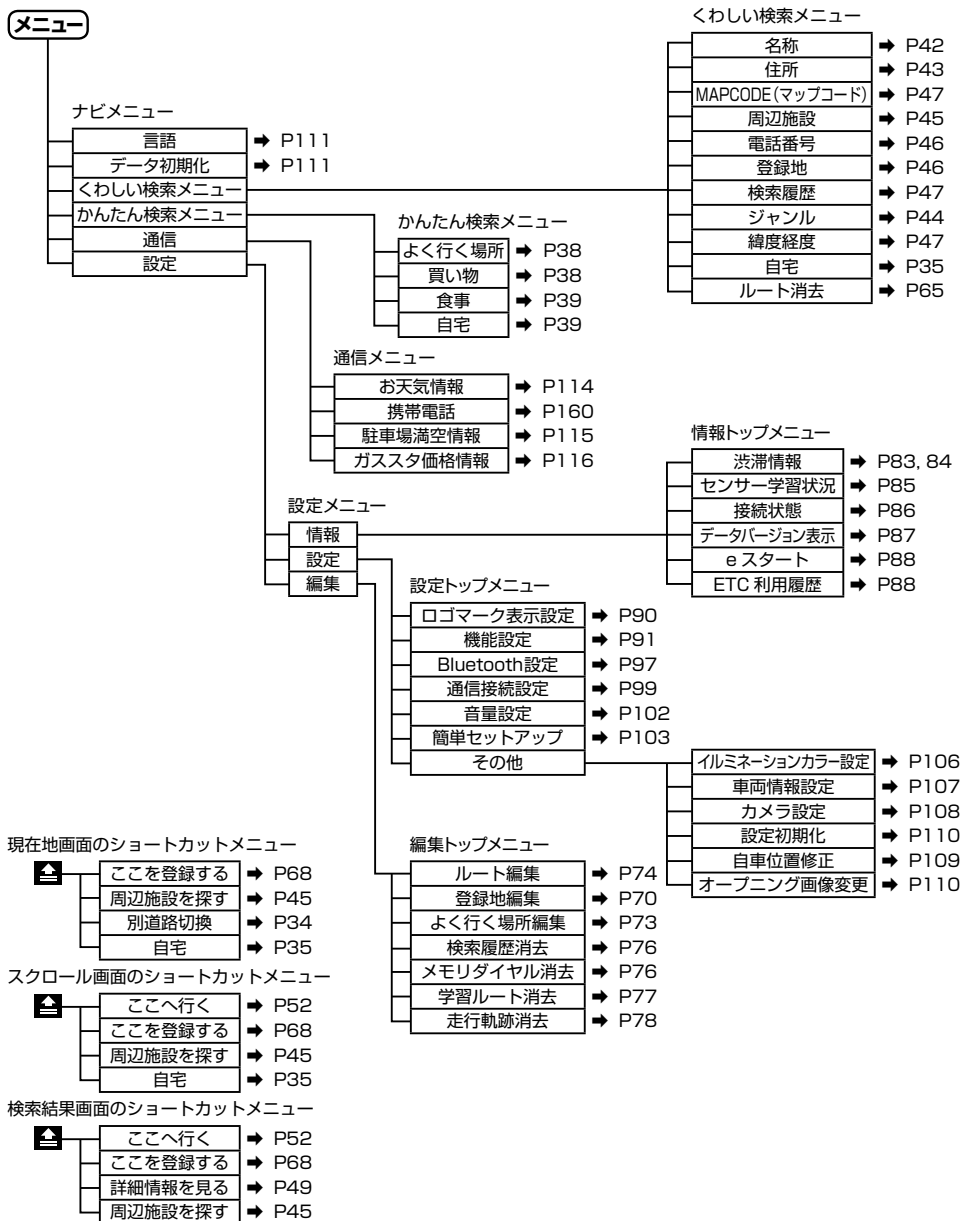 メニュー
ナビメニュー
言語 ➡ P111
データ初期化 ➡ P111
くわしい検索メニュー
かんたん検索メニュー
通信
設定
くわしい検索メニュー
名称 ➡ P42
住所 ➡ P43
MAPCODE(マップコード) ➡ P47
周辺施設 ➡ P45
電話番号 ➡ P46
登録地 ➡ P46
検索履歴 ➡ P47
ジャンル ➡ P44
緯度経度 ➡ P47
自宅 ➡ P35
ルート消去 ➡ P65
かんたん検索メニュー
よく行く場所 ➡ P38
買い物 ➡ P38
食事 ➡ P39
自宅 ➡ P39
通信メニュー
お天気情報 ➡ P114
携帯電話 ➡ P160
駐車場満空情報 ➡ P115
ガススタ価格情報 ➡ P116
設定メニュー
情報
設定
編集
情報トップメニュー
渋滞情報 ➡ P83, 84
センサー学習状況 ➡ P85
接続状態 ➡ P86
データバージョン表示 ➡ P87
e スタート ➡ P88
ETC 利用履歴 ➡ P88
設定トップメニュー
ロゴマーク表示設定 ➡ P90
機能設定 ➡ P91
Bluetooth設定 ➡ P97
通信接続設定 ➡ P99
音量設定 ➡ P102
簡単セットアップ ➡ P103
その他
イルミネーションカラー設定 ➡ P106
車両情報設定 ➡ P107
カメラ設定 ➡ P108
設定初期化 ➡ P110
自車位置修正 ➡ P109
オープニング画像変更 ➡ P110
編集トップメニュー
ルート編集 ➡ P74
登録地編集 ➡ P70
よく行く場所編集 ➡ P73
検索履歴消去 ➡ P76
メモリダイヤル消去 ➡ P76
学習ルート消去 ➡ P77
走行軌跡消去 ➡ P78
現在地画面のショートカットメニュー
ここを登録する ➡ P68
周辺施設を探す ➡ P45
別道路切換 ➡ P34
自宅 ➡ P35
スクロール画面のショートカットメニュー
ここへ行く ➡ P52
ここを登録する ➡ P68
周辺施設を探す ➡ P45
自宅 ➡ P35
検索結果画面のショートカットメニュー
ここへ行く ➡ P52
ここを登録する ➡ P68
詳細情報を見る ➡ P49
周辺施設を探す ➡ P45